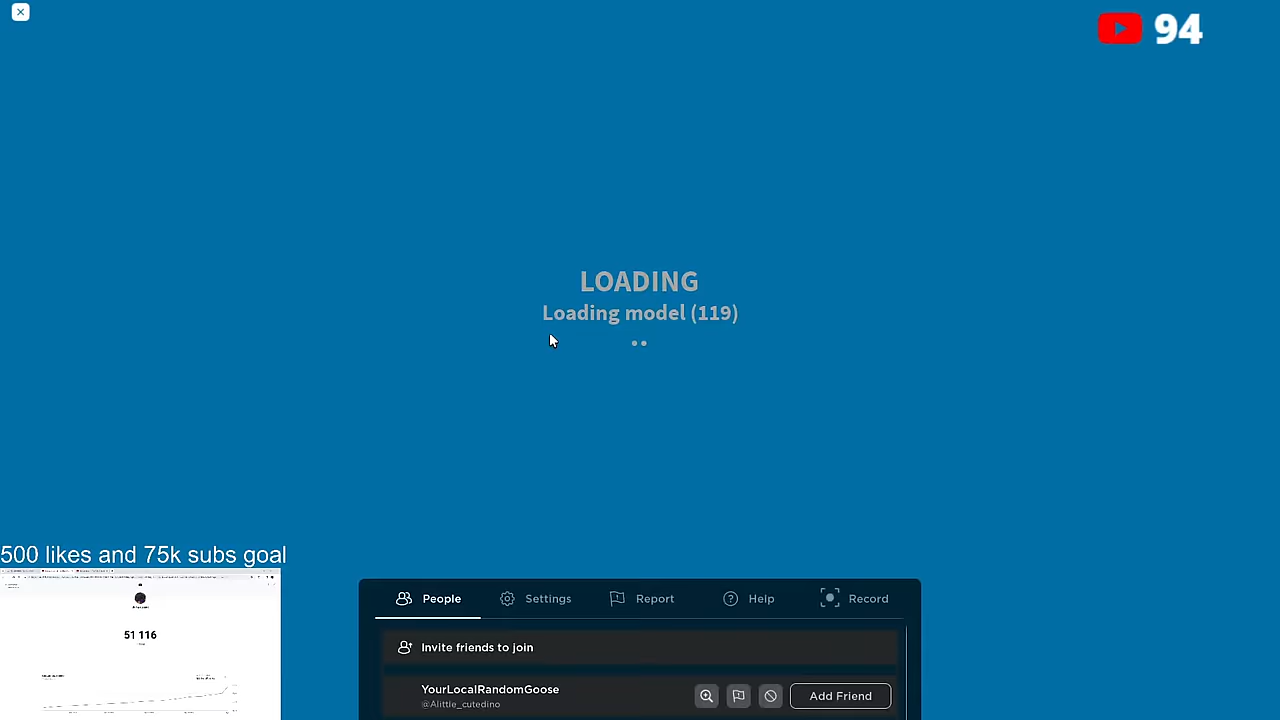 94
LOADING
Loading model (119)
500 likes and 75k subs goal
51 116
People
Settings
Report
Help
Record
Invite friends to join
YourLocalRandomGoose
@Alittle_cutedino
Add Friend